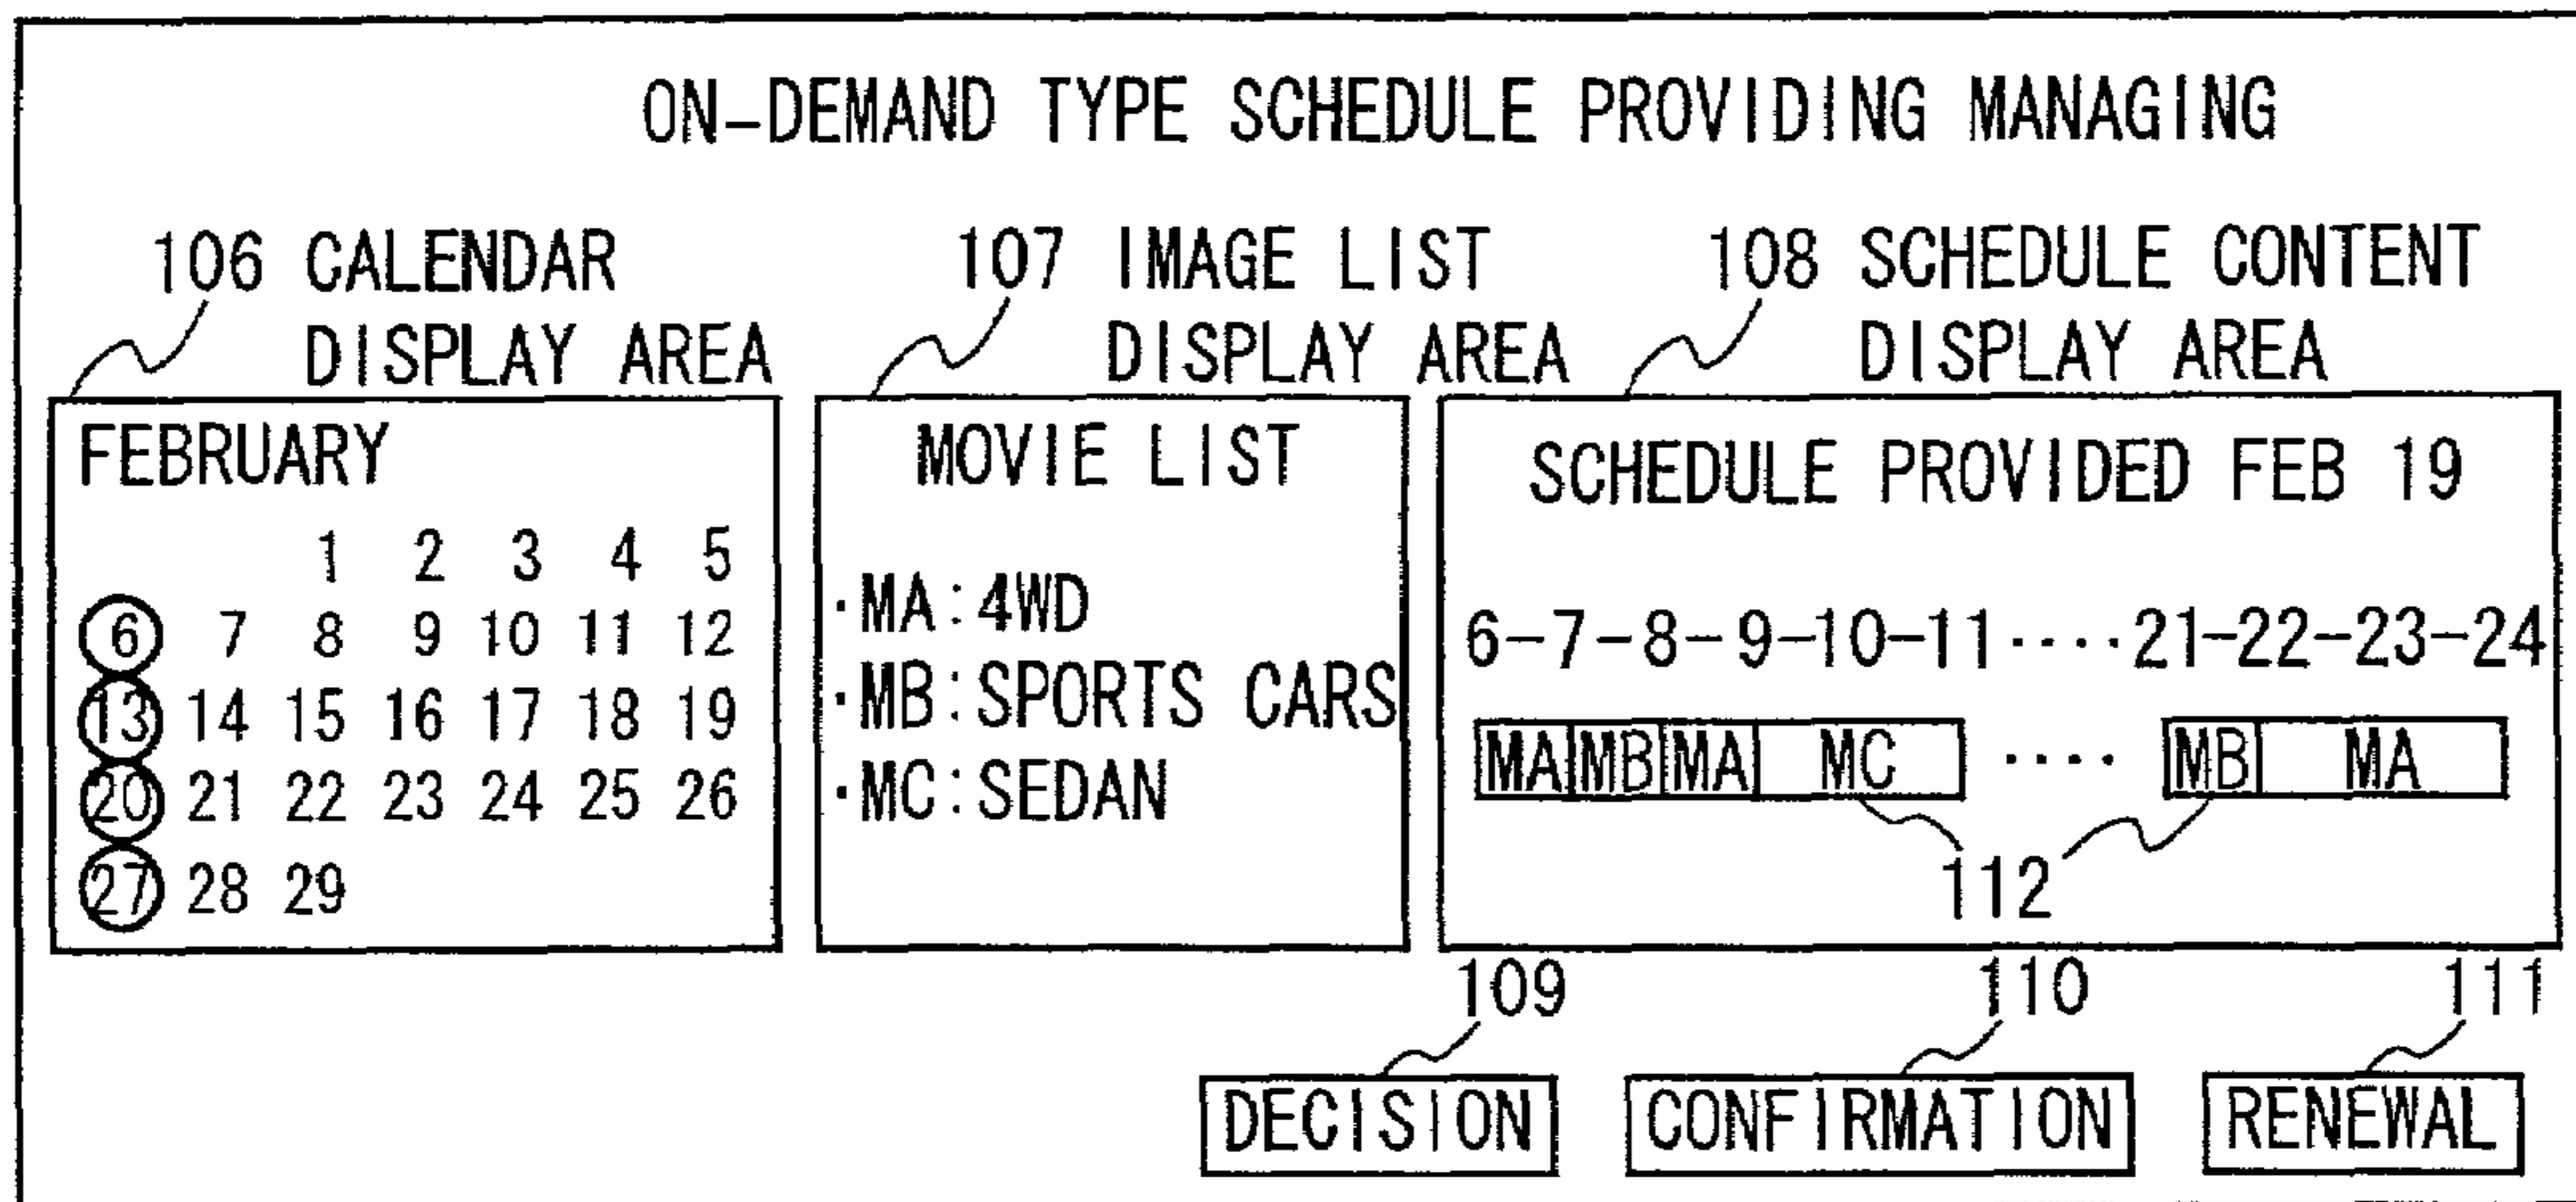 ON-DEMAND TYPE SCHEDULE PROVIDING MANAGING
106 CALENDAR DISPLAY AREA
107 IMAGE LIST DISPLAY AREA
108 SCHEDULE CONTENT DISPLAY AREA
FEBRUARY
1 2 3 4 5
6 7 8 9 10 11 12
13 14 15 16 17 18 19
20 21 22 23 24 25 26
27 28 29
MOVIE LIST
·MA:4WD
·MB:SPORTS CARS
·MC:SEDAN
SCHEDULE PROVIDED FEB 19
6-7-8-9-10-11····21-22-23-24
MA MB MA MC ···· MB MA
112
109 110 111
DECISION CONFIRMATION RENEWAL